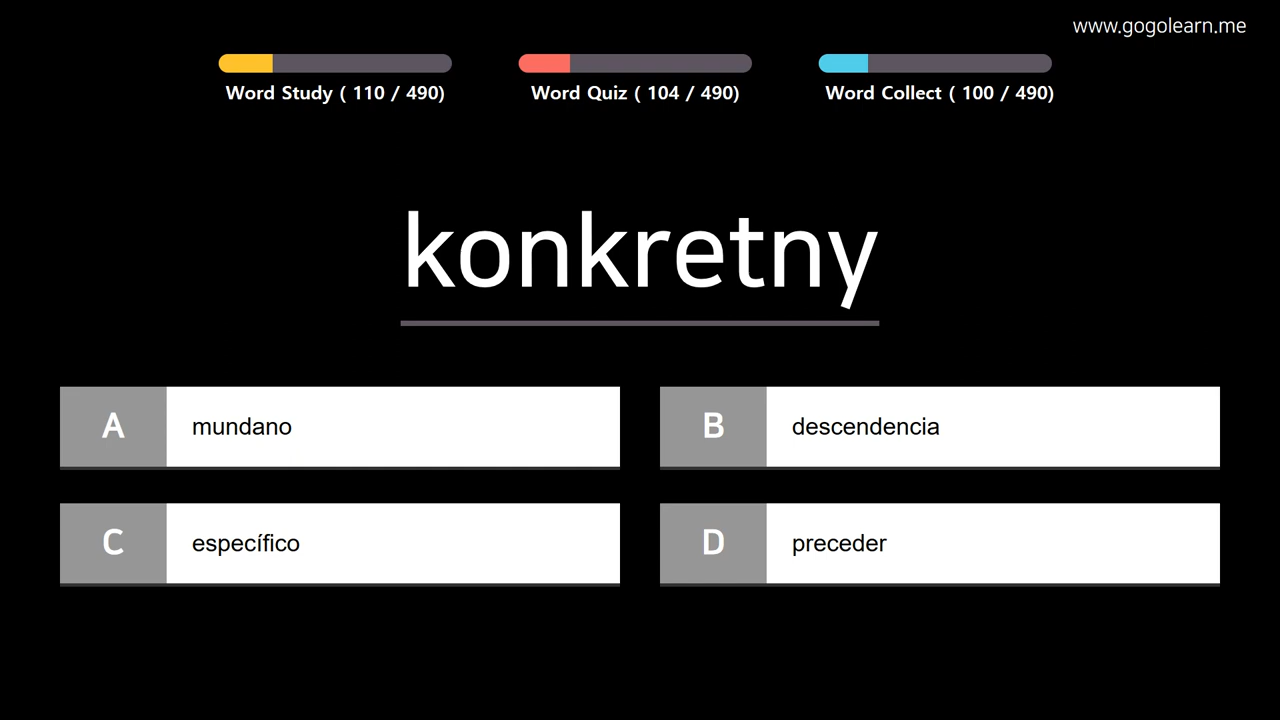 www.gogolearn.me
Word Study ( 110 / 490)
Word Quiz ( 104 / 490)
Word Collect ( 100 / 490)
konkretny
A mundano
B descendencia
C específico
D preceder